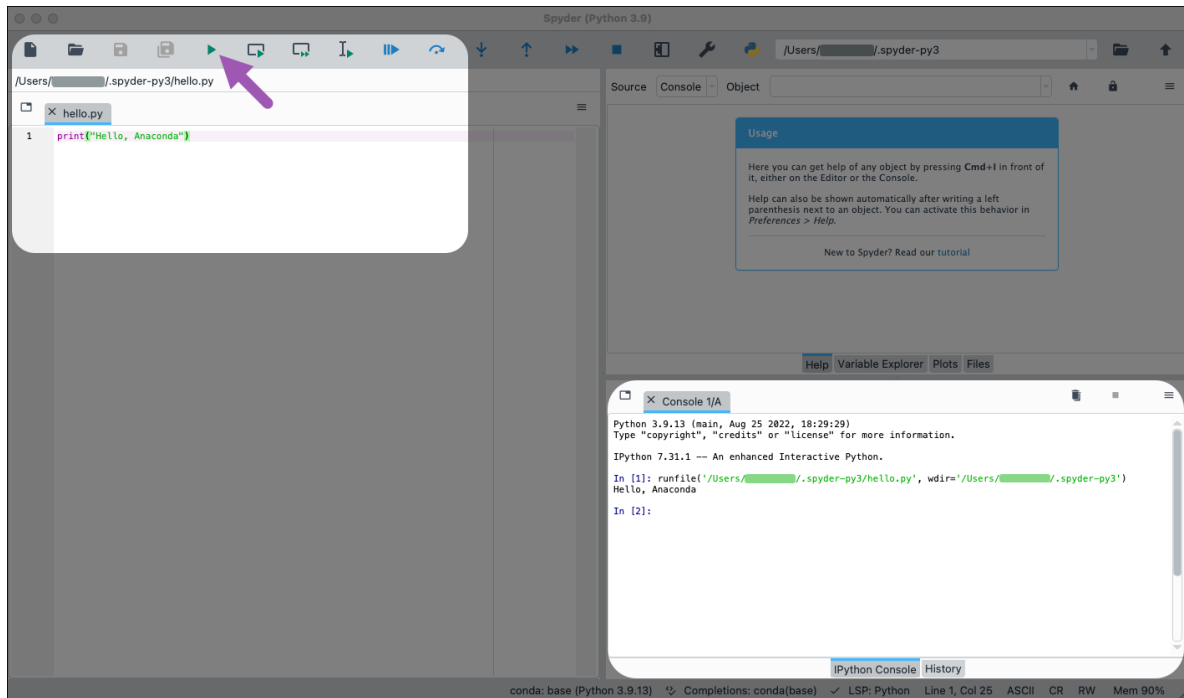 Spyder (Python 3.9)
/Users/ /.spyder-py3
/Users/ /.spyder-py3/hello.py
hello.py
1 print("Hello, Anaconda")
Source Console Object
Usage
Here you can get help of any object by pressing Cmd+I in front of
it, either on the Editor or the Console.
Help can also be shown automatically after writing a left
parenthesis next to an object. You can activate this behavior in
Preferences > Help.
New to Spyder? Read our tutorial
Help Variable Explorer Plots Files
Console 1/A
Python 3.9.13 (main, Aug 25 2022, 18:29:29)
Type "copyright", "credits" or "license" for more information.
IPython 7.31.1 -- An enhanced Interactive Python.
In [1]: runfile('/Users/ /.spyder-py3/hello.py', wdir='/Users/ /.spyder-py3')
Hello, Anaconda
In [2]:
IPython Console History
conda: base (Python 3.9.13) Completions: conda(base) LSP: Python Line 1, Col 25 ASCII CR RW Mem 90%